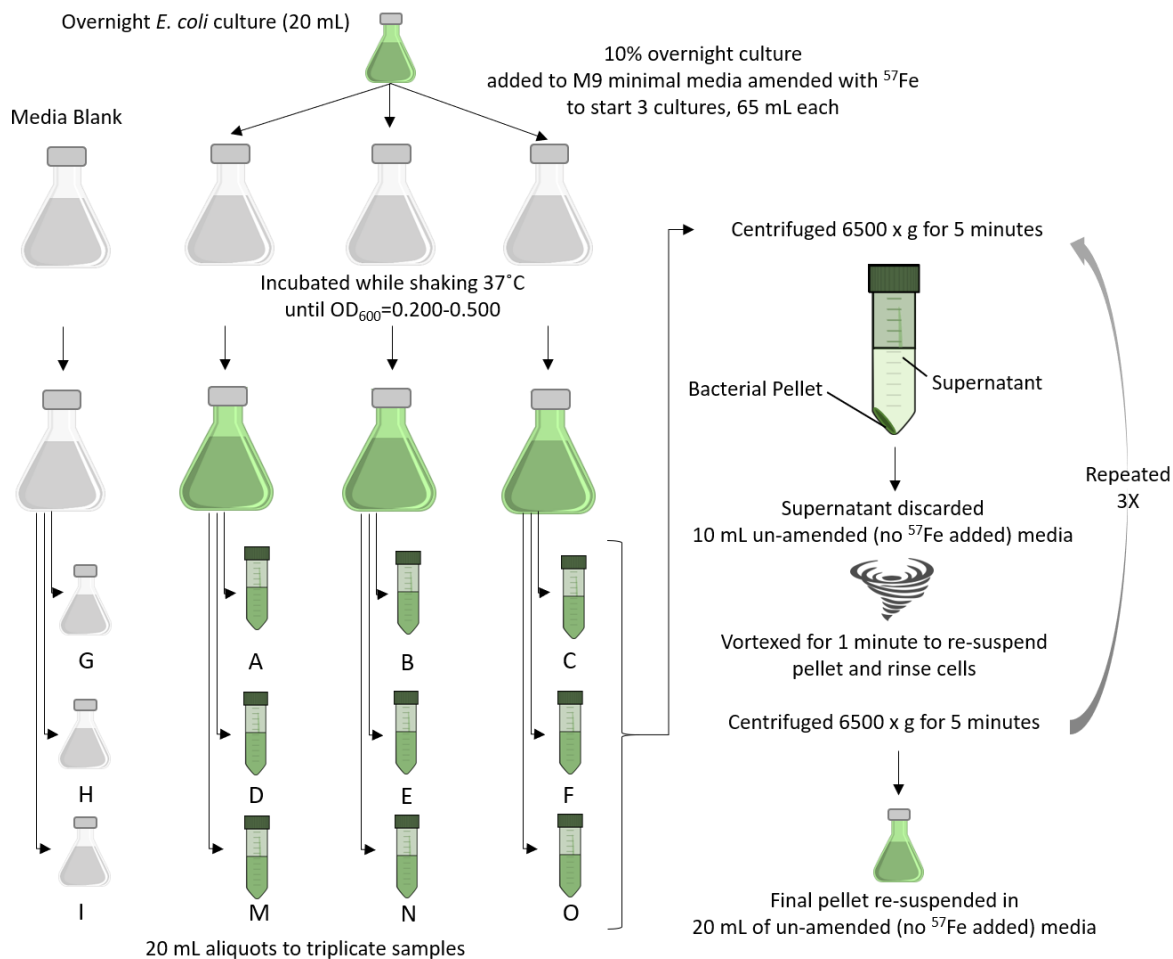 Overnight E. coli culture (20 mL)
10% overnight culture
added to M9 minimal media amended with ⁵⁷Fe
to start 3 cultures, 65 mL each
Media Blank
Incubated while shaking 37˚C
until OD₆₀₀=0.200-0.500
G
A
B
C
H
D
E
F
I
M
N
O
20 mL aliquots to triplicate samples
Centrifuged 6500 x g for 5 minutes
Bacterial Pellet
Supernatant
Supernatant discarded
10 mL un-amended (no ⁵⁷Fe added) media
Vortexed for 1 minute to re-suspend
pellet and rinse cells
Centrifuged 6500 x g for 5 minutes
Repeated
3X
Final pellet re-suspended in
20 mL of un-amended (no ⁵⁷Fe added) media